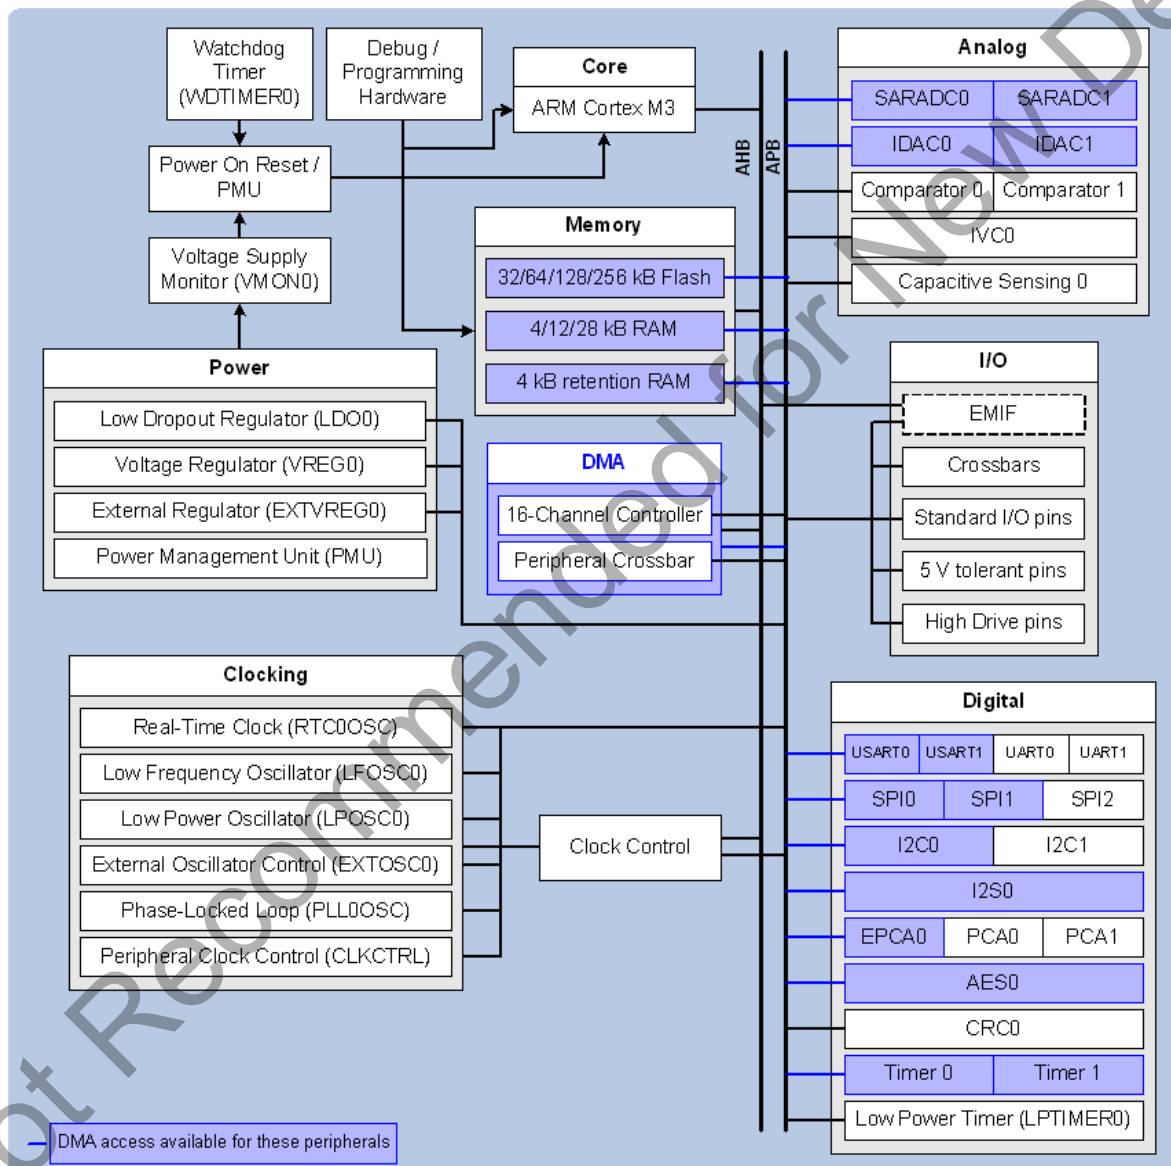 Watchdog
Timer
(WDTIMER0)
Debug /
Programming
Hardware
Core
ARM Cortex M3
Power On Reset /
PMU
Voltage Supply
Monitor (VMON0)
AHB
APB
Analog
SARADC0
SARADC1
IDAC0
IDAC1
Comparator 0
Comparator 1
IVC0
Capacitive Sensing 0
Memory
32/64/128/256 kB Flash
4/12/28 kB RAM
4 kB retention RAM
Power
Low Dropout Regulator (LDO0)
Voltage Regulator (VREG0)
External Regulator (EXTVREG0)
Power Management Unit (PMU)
DMA
16-Channel Controller
Peripheral Crossbar
I/O
EMIF
Crossbars
Standard I/O pins
5 V tolerant pins
High Drive pins
Clocking
Real-Time Clock (RTC0OSC)
Low Frequency Oscillator (LFOSC0)
Low Power Oscillator (LPOSC0)
External Oscillator Control (EXTOSC0)
Phase-Locked Loop (PLL0OSC)
Peripheral Clock Control (CLKCTRL)
Clock Control
Digital
USART0
USART1
UART0
UART1
SPI0
SPI1
SPI2
I2C0
I2C1
I2S0
EPCA0
PCA0
PCA1
AES0
CRC0
Timer 0
Timer 1
Low Power Timer (LPTIMER0)
DMA access available for these peripherals
ot Recommended for New De